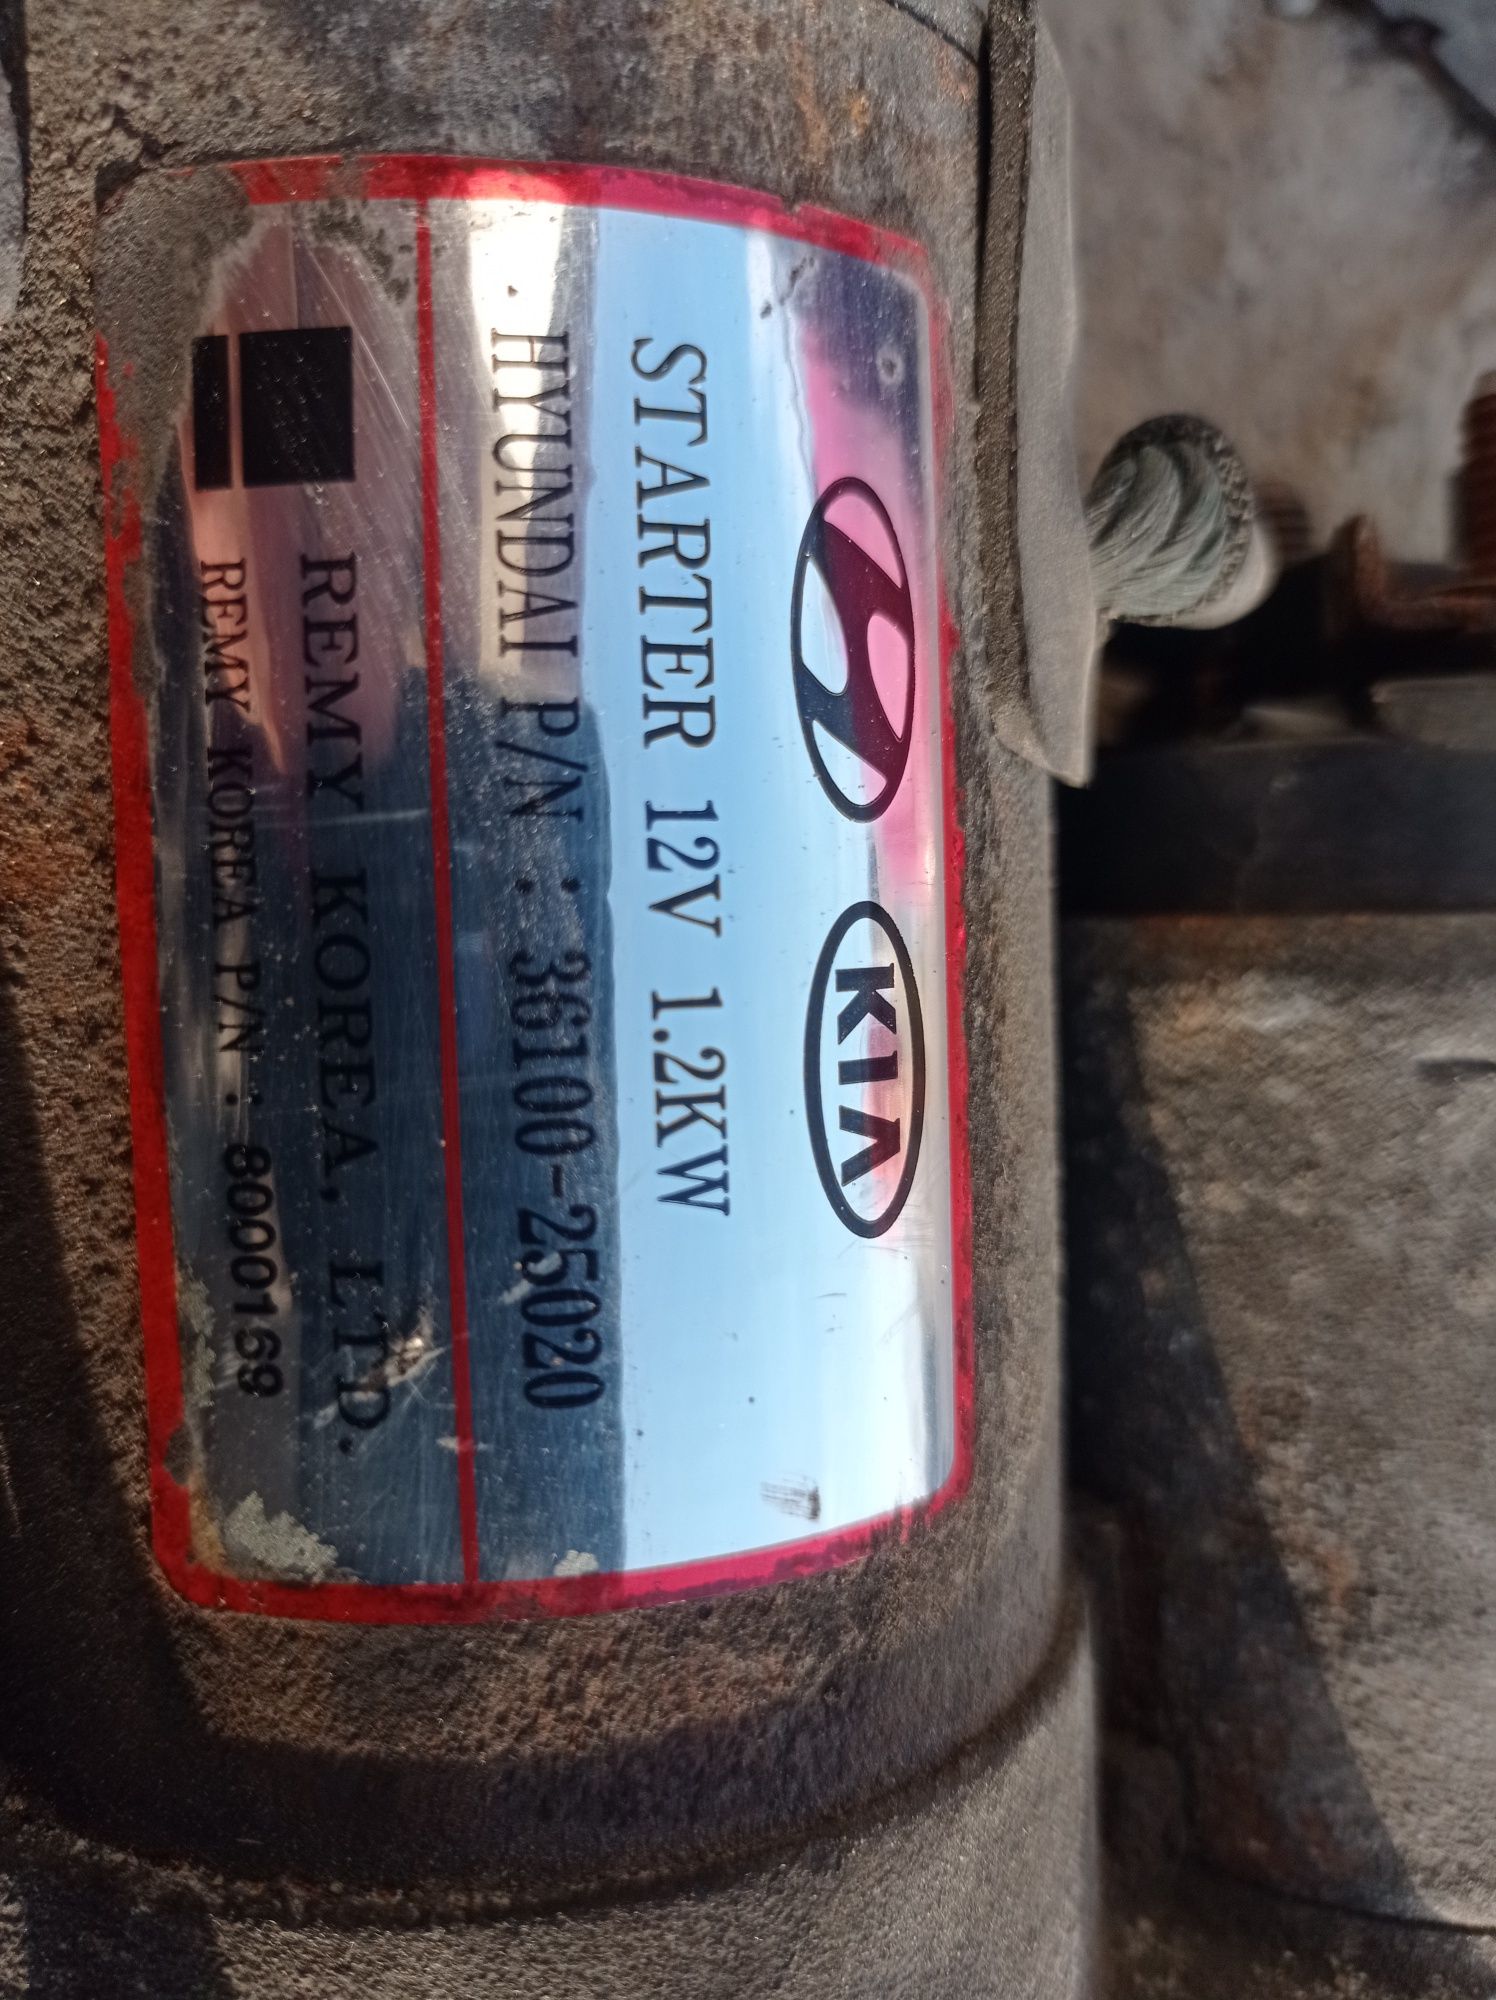 KIA
STARTER 12V 1.2KW
. HYUNDAI P/N : 36100-25020
REMY KOREA, LTD.
REMY KOREA P/N : 8000169